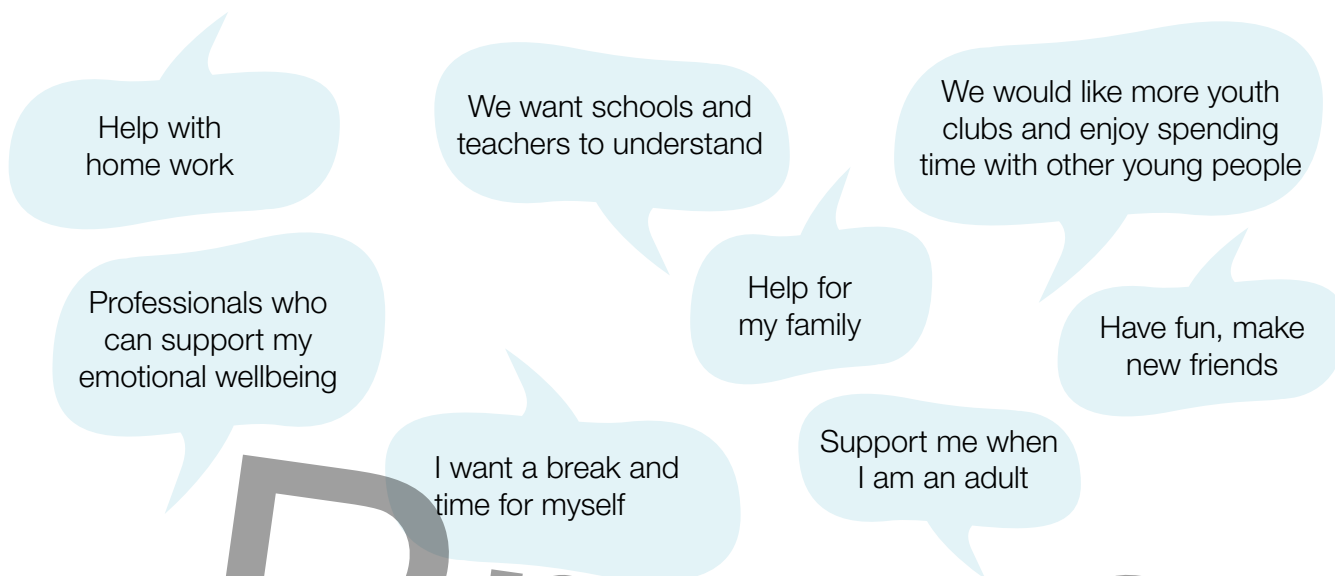 Help with
home work
We want schools and
teachers to understand
We would like more youth
clubs and enjoy spending
time with other young people
Professionals who
can support my
emotional wellbeing
Help for
my family
Have fun, make
new friends
I want a break and
time for myself
Support me when
I am an adult